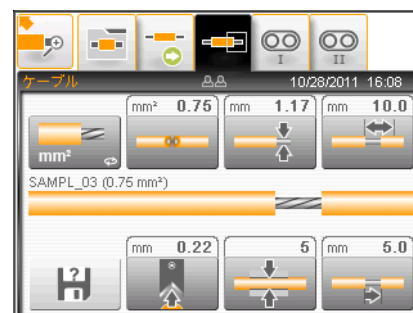 I II
ケーブル 10/28/2011 16:08
mm² 0.75 mm 1.17 mm 10.0
mm²
SAMPL_03 (0.75 mm²)
mm 0.22 5 mm 5.0
?